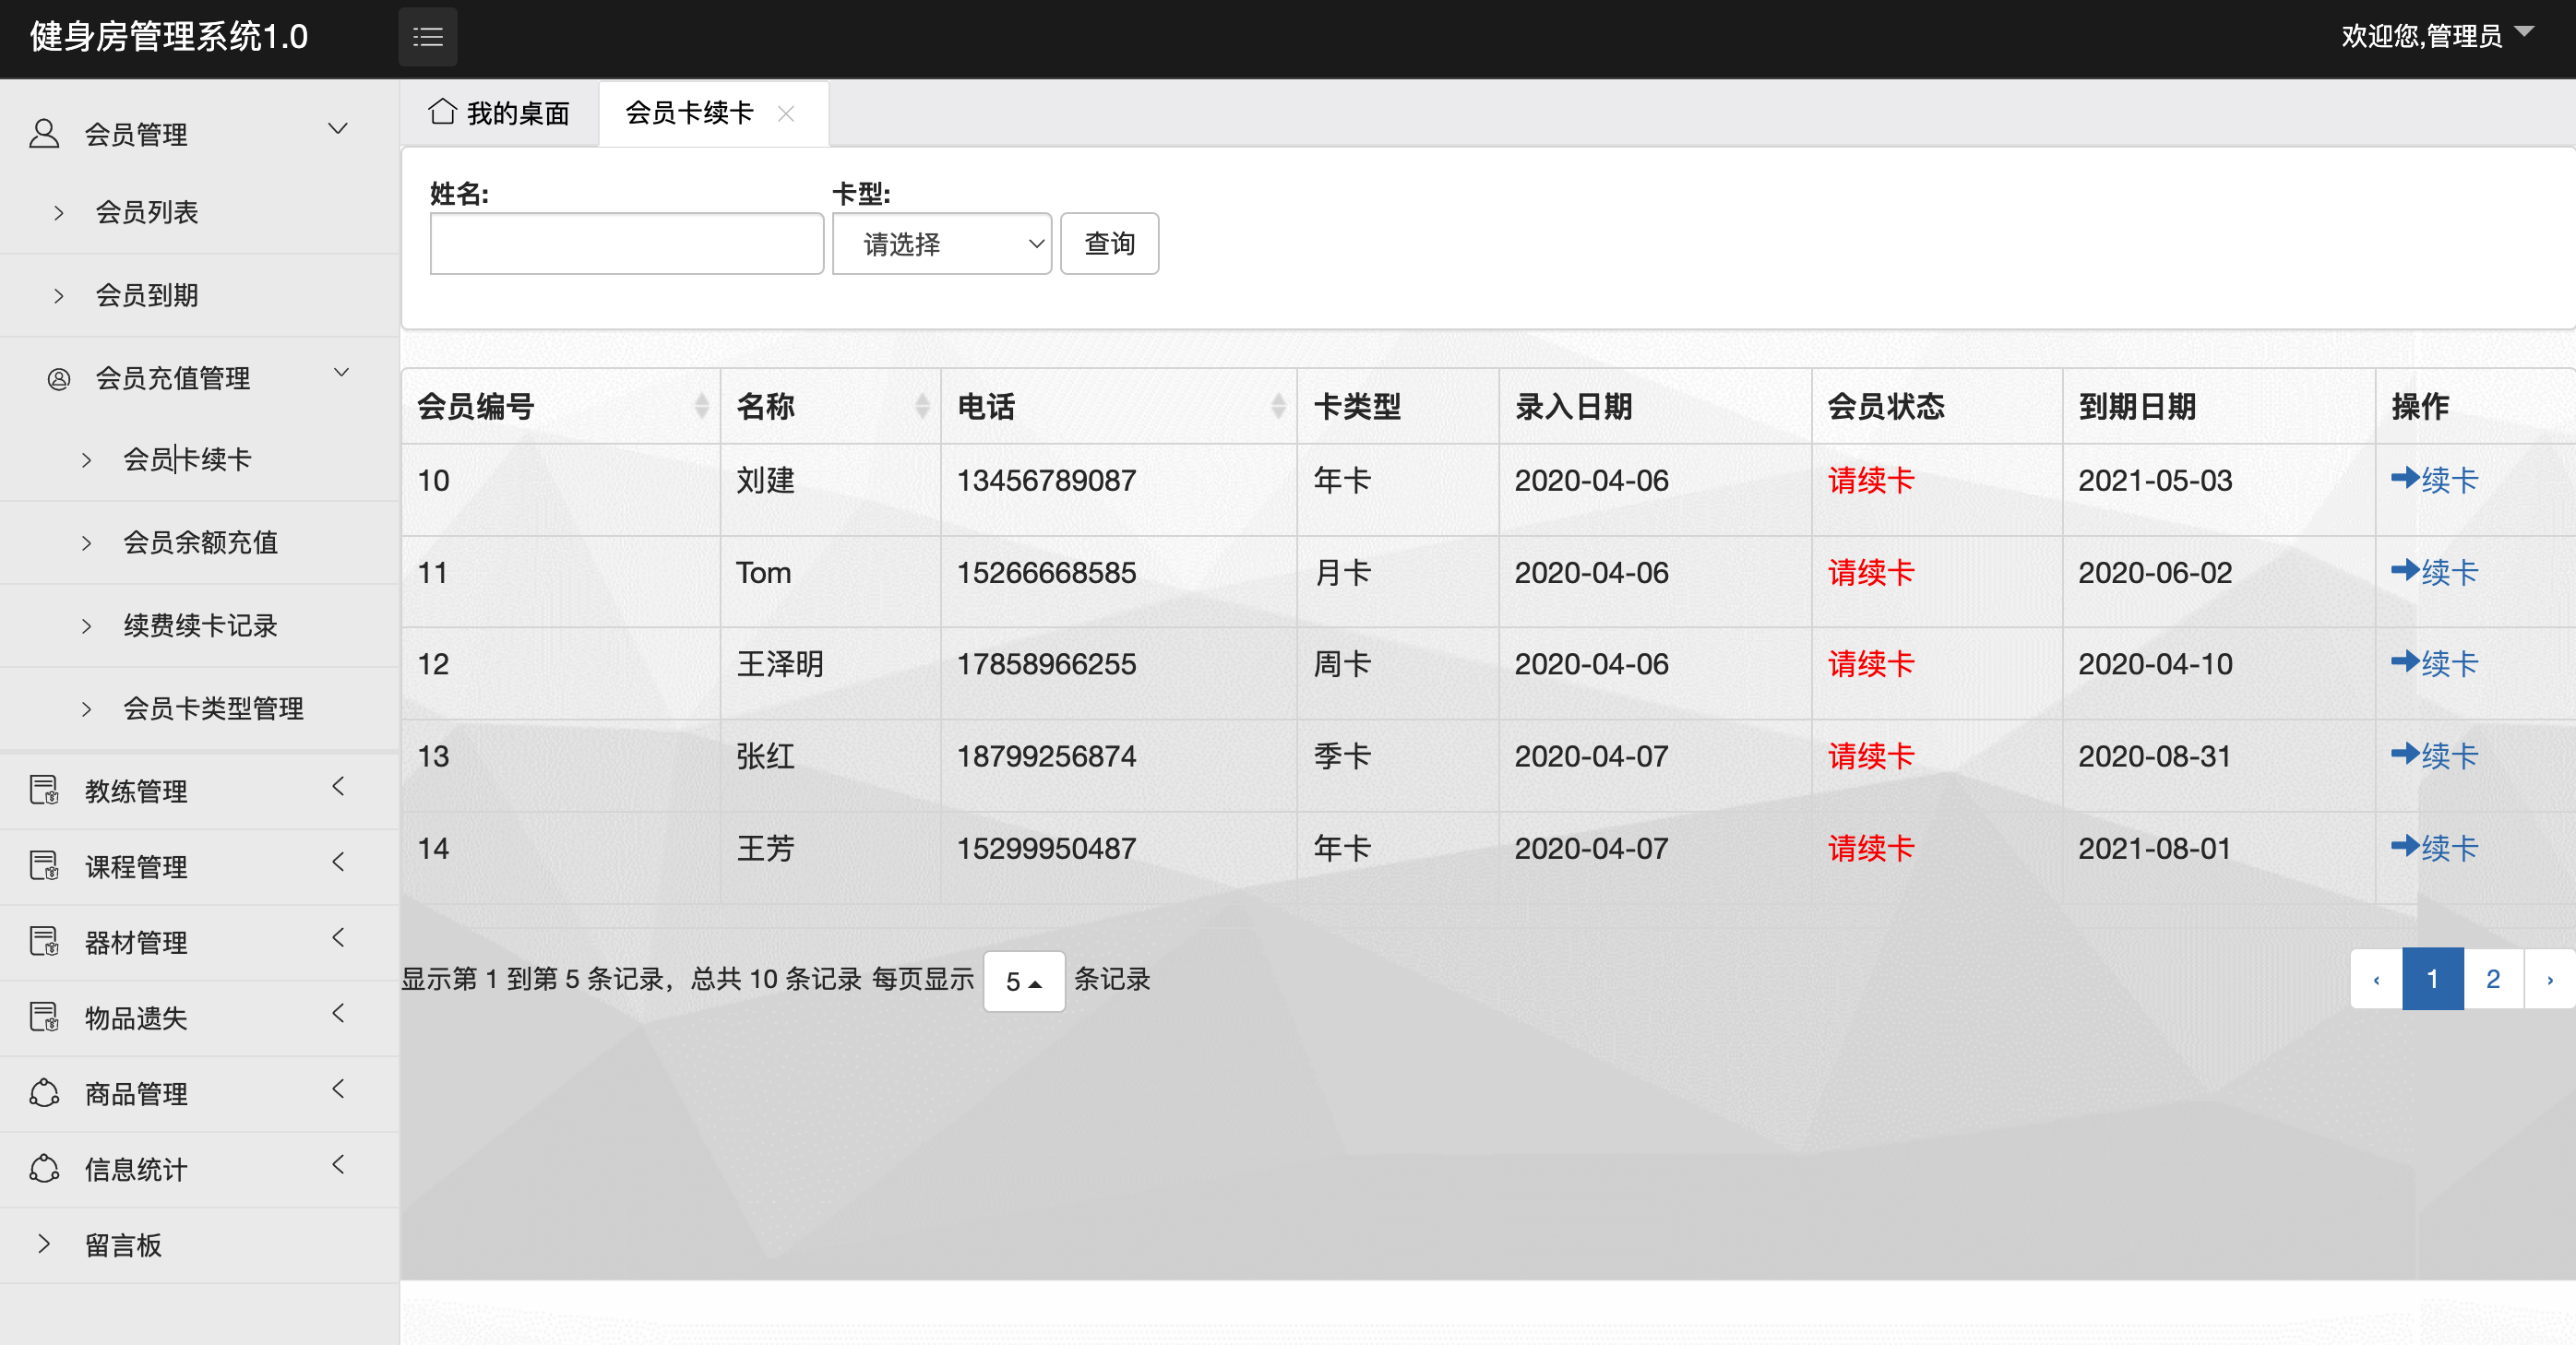 健身房管理系统1.0
欢迎您,管理员
会员管理
会员列表
会员到期
会员充值管理
会员卡续卡
会员余额充值
续费续卡记录
会员卡类型管理
教练管理
课程管理
器材管理
物品遗失
商品管理
信息统计
留言板
我的桌面 会员卡续卡
姓名: 卡型:
请选择 查询
会员编号 名称 电话 卡类型 录入日期 会员状态 到期日期 操作
10 刘建 13456789087 年卡 2020-04-06 请续卡 2021-05-03 续卡
11 Tom 15266668585 月卡 2020-04-06 请续卡 2020-06-02 续卡
12 王泽明 17858966255 周卡 2020-04-06 请续卡 2020-04-10 续卡
13 张红 18799256874 季卡 2020-04-07 请续卡 2020-08-31 续卡
14 王芳 15299950487 年卡 2020-04-07 请续卡 2021-08-01 续卡
显示第 1 到第 5 条记录，总共 10 条记录 每页显示 5 条记录 ‹ 1 2 ›